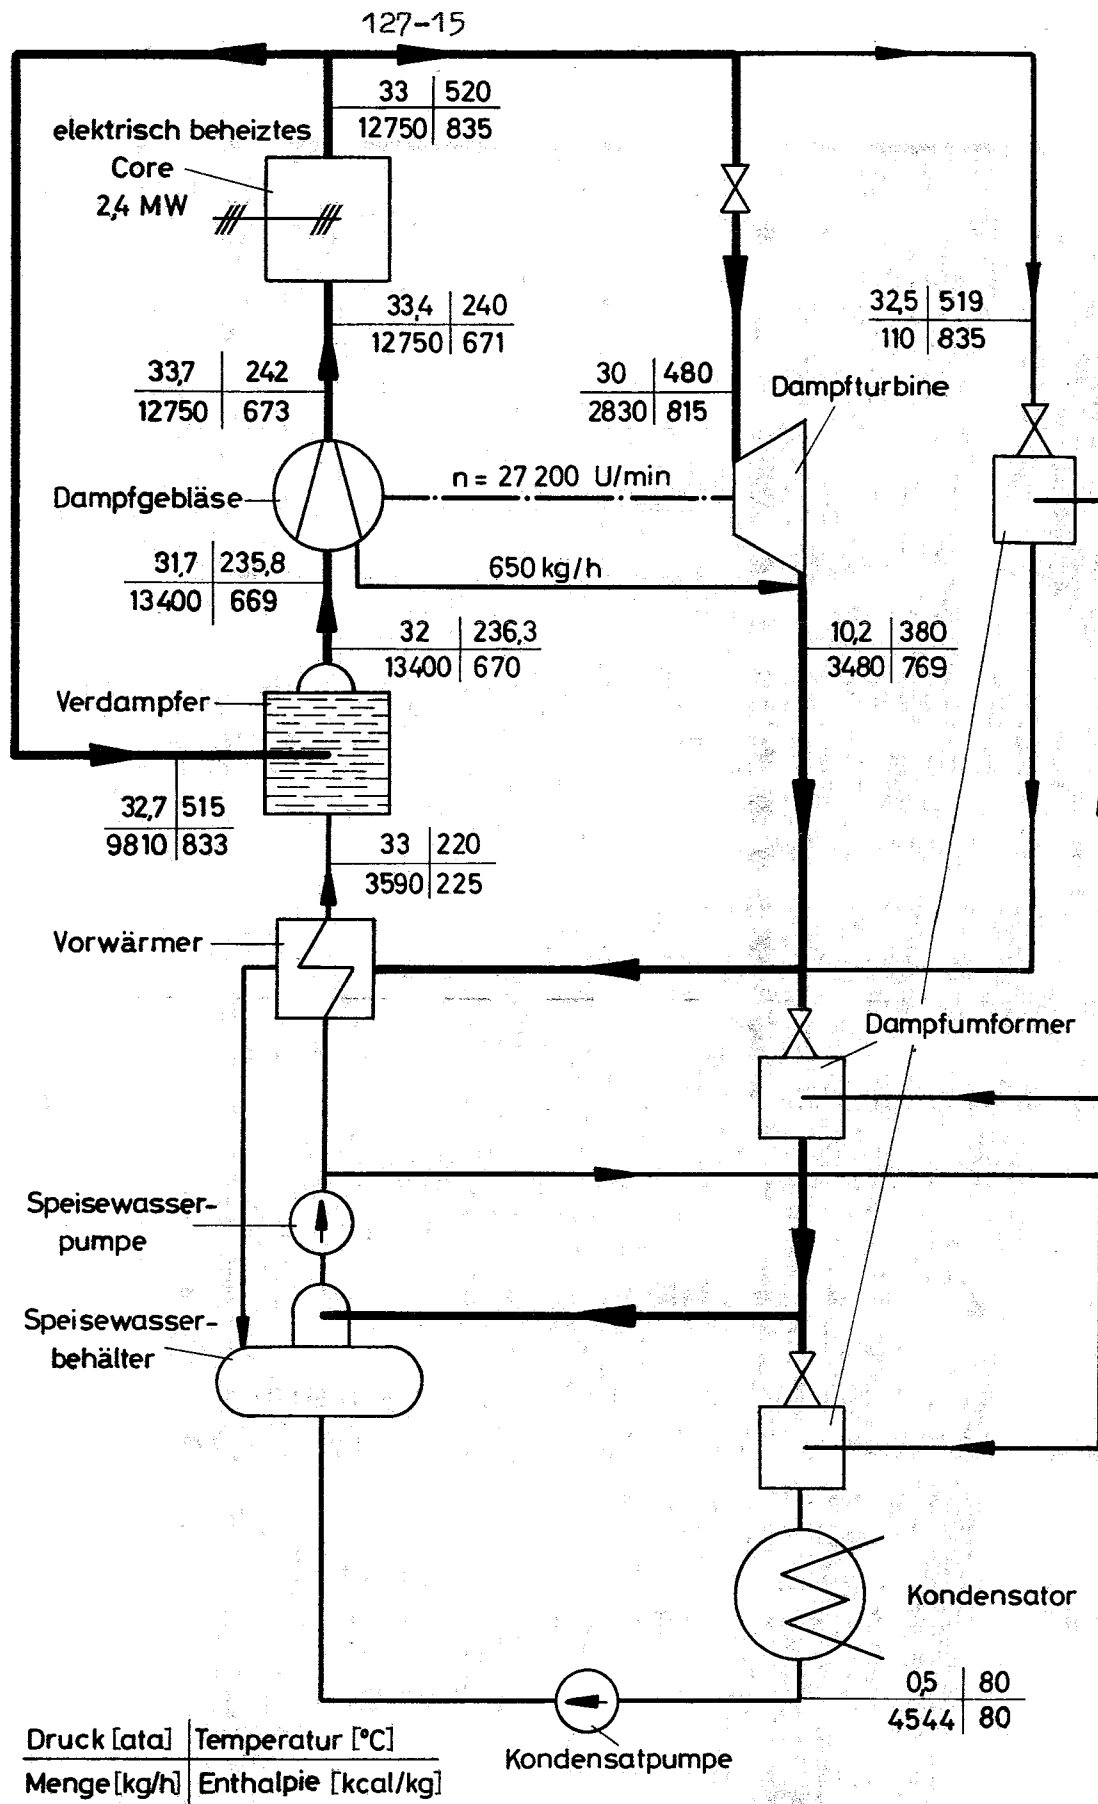 127-15
33 520
12750 835
elektrisch beheiztes
Core
2,4 MW
33,4 240
12750 671
32,5 519
110 835
33,7 242
12750 673
30 480
2830 815
Dampfturbine
n = 27 200 U/min
Dampfgebläse
31,7 235,8
13400 669
650 kg/h
32 236,3
13400 670
10,2 380
3480 769
Verdampfer
32,7 515
9810 833
33 220
3590 225
Vorwärmer
Dampfumformer
Speisewasser-
pumpe
Speisewasser-
behälter
Kondensator
0,5 80
4544 80
Kondensatpumpe
Druck [ata] Temperatur [°C]
Menge [kg/h] Enthalpie [kcal/kg]